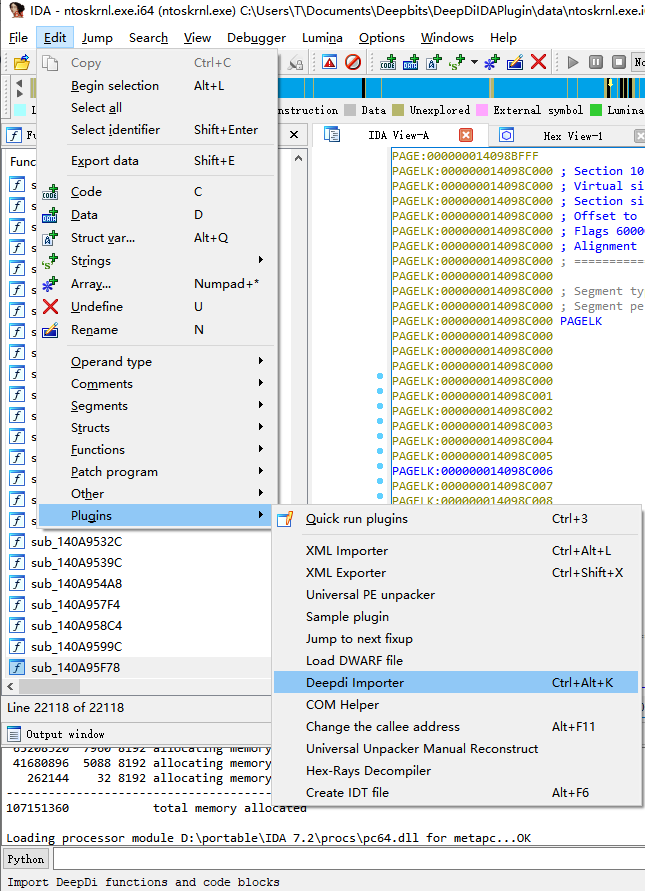 IDA - ntoskrnl.exe.i64 (ntoskrnl.exe) C:\Users\T\Documents\Deepbits\DeepDiIDAPlugin\data\ntoskrnl.exe.i
File Edit Jump Search View Debugger Lumina Options Windows Help
Copy Ctrl+C
Begin selection Alt+L
Select all
Select identifier Shift+Enter
Export data Shift+E
Code C
Data D
Struct var... Alt+Q
Strings
Array... Numpad+*
Undefine U
Rename N
Operand type
Comments
Segments
Structs
Functions
Patch program
Other
Plugins
nstruction Data Unexplored External symbol Lumina
IDA View-A Hex View-1
Func
PAGE:000000014098BFFF
PAGELK:000000014098C000 ; Section 10
PAGELK:000000014098C000 ; Virtual si
PAGELK:000000014098C000 ; Section si
PAGELK:000000014098C000 ; Offset to
PAGELK:000000014098C000 ; Flags 6000
PAGELK:000000014098C000 ; Alignment
PAGELK:000000014098C000 ; ==========
PAGELK:000000014098C000
PAGELK:000000014098C000 ; Segment ty
PAGELK:000000014098C000 ; Segment pe
PAGELK:000000014098C000 PAGELK
PAGELK:000000014098C000
PAGELK:000000014098C000
PAGELK:000000014098C000
PAGELK:000000014098C000
PAGELK:000000014098C001
PAGELK:000000014098C002
PAGELK:000000014098C003
PAGELK:000000014098C004
PAGELK:000000014098C005
PAGELK:000000014098C006
PAGELK:000000014098C007
PAGELK:000000014098C008
Quick run plugins Ctrl+3
XML Importer Ctrl+Alt+L
XML Exporter Ctrl+Shift+X
Universal PE unpacker
Sample plugin
Jump to next fixup
Load DWARF file
Deepdi Importer Ctrl+Alt+K
COM Helper
Change the callee address Alt+F11
Universal Unpacker Manual Reconstruct
Hex-Rays Decompiler
Create IDT file Alt+F6
sub_140A9532C
sub_140A9539C
sub_140A954A8
sub_140A957F4
sub_140A958C4
sub_140A9599C
sub_140A95F78
Line 22118 of 22118
Output window
8192 allocating memory
41680896 5088 8192 allocating memory
262144 32 8192 allocating memory
107151360 total memory allocated
Loading processor module D:\portable\IDA 7.2\procs\pc64.dll for metapc...OK
Python
Import DeepDi functions and code blocks